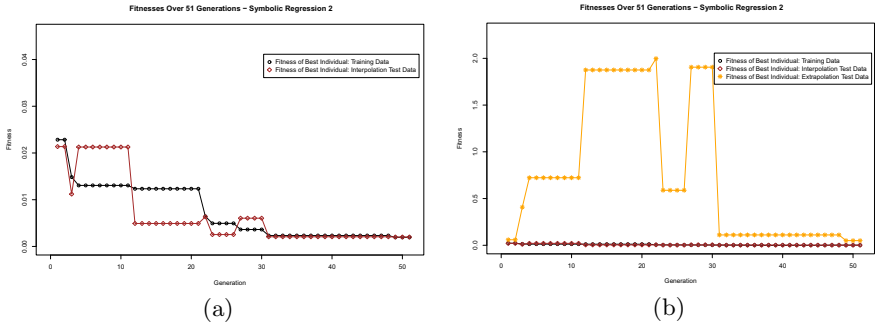 Fitnesses Over 51 Generations − Symbolic Regression 2
Fitness
0.04
0.03
0.02
0.01
0.00
Fitness of Best Individual: Training Data
Fitness of Best Individual: Interpolation Test Data
0 10 20 30 40 50
Generation
(a)
Fitnesses Over 51 Generations − Symbolic Regression 2
Fitness
2.0
1.5
1.0
0.5
0.0
Fitness of Best Individual: Training Data
Fitness of Best Individual: Interpolation Test Data
Fitness of Best Individual: Extrapolation Test Data
0 10 20 30 40 50
Generation
(b)